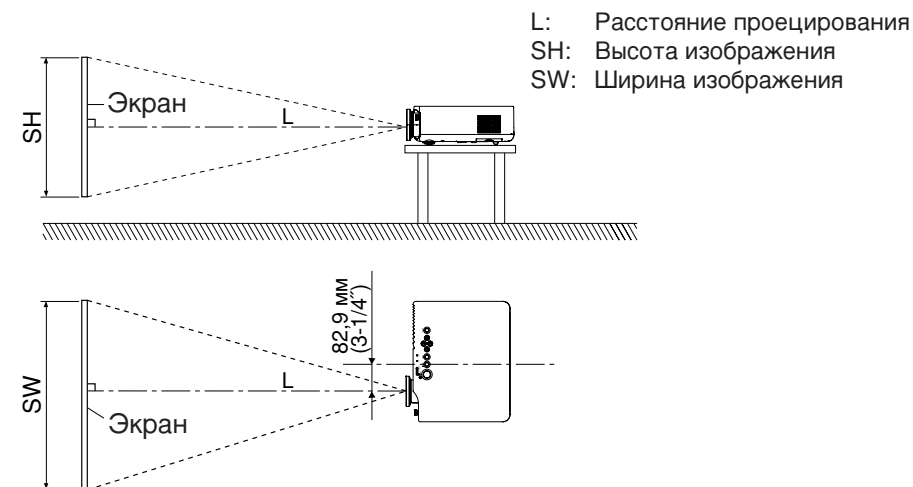 L: Расстояние проецирования
SH: Высота изображения
SW: Ширина изображения
Экран
L
SH
82,9 мм
(3-1/4˝)
L
SW
Экран